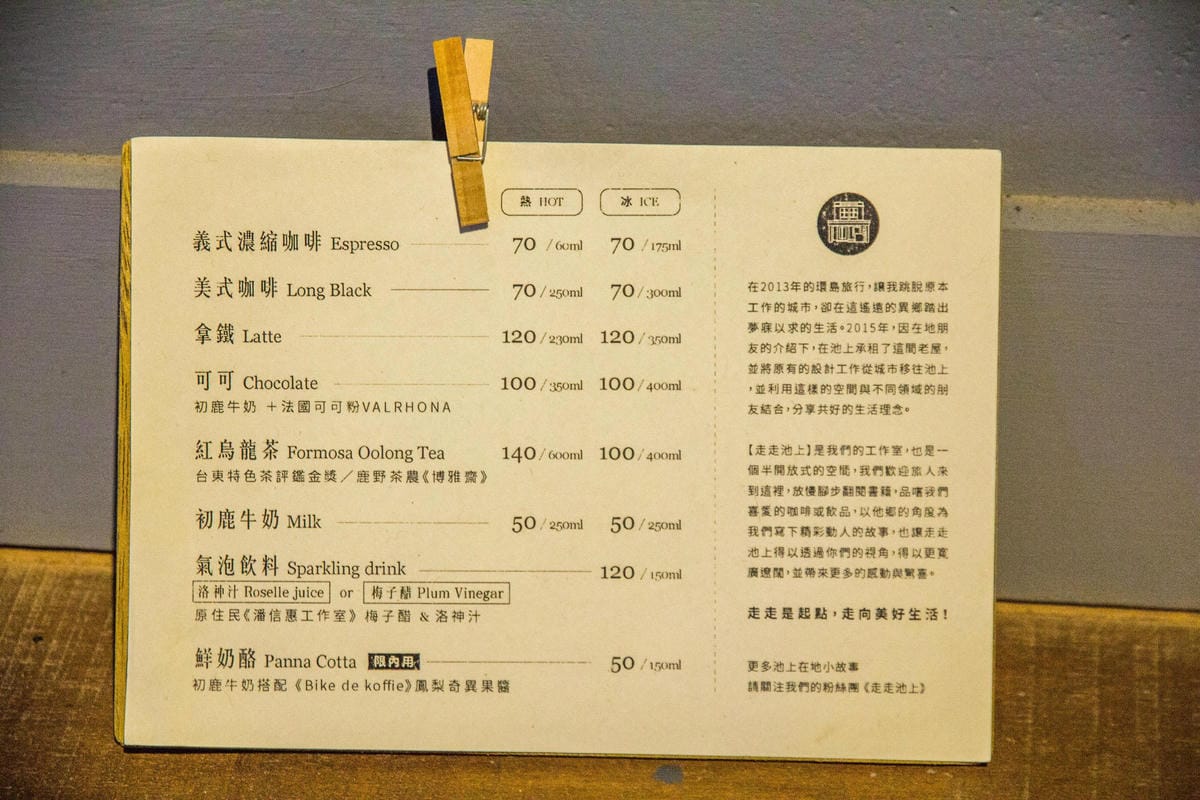 熱 HOT 冰 ICE
義式濃縮咖啡 Espresso 70 /60ml 70 /175ml
美式咖啡 Long Black 70 /250ml 70 /300ml
拿鐵 Latte 120 /230ml 120 /350ml
可可 Chocolate 100 /350ml 100 /400ml
初鹿牛奶 +法國可可粉VALRHONA
紅烏龍茶 Formosa Oolong Tea 140 /600ml 100 /400ml
台東特色茶評鑑金獎/鹿野茶農《博雅齋》
初鹿牛奶 Milk 50 /250ml 50 /250ml
氣泡飲料 Sparkling drink 120 /150ml
洛神汁 Roselle juice or 梅子醋 Plum Vinegar
原住民《潘信惠工作室》梅子醋 & 洛神汁
鮮奶酪 Panna Cotta 限內用 50 /150ml
初鹿牛奶搭配《Bike de koffie》鳳梨奇異果醬
在2013年的環島旅行,讓我跳脫原本
工作的城市,卻在這遙遠的異鄉踏出
夢寐以求的生活。2015年,因在地朋
友的介紹下,在池上承租了這間老屋,
並將原有的設計工作從城市移往池上
,並利用這樣的空間與不同領域的朋
友結合,分享共好的生活理念。
【走走池上】是我們的工作室,也是一
個半開放式的空間,我們歡迎旅人來
到這裡,放慢腳步翻閱書籍,品嚐我們
喜愛的咖啡或飲品,以他鄉的角度為
我們寫下精彩動人的故事,也讓走走
池上得以透過你們的視角,得以更寬
廣遼闊,並帶來更多的感動與驚喜。
走走是起點,走向美好生活!
更多池上在地小故事
請關注我們的粉絲團《走走池上》